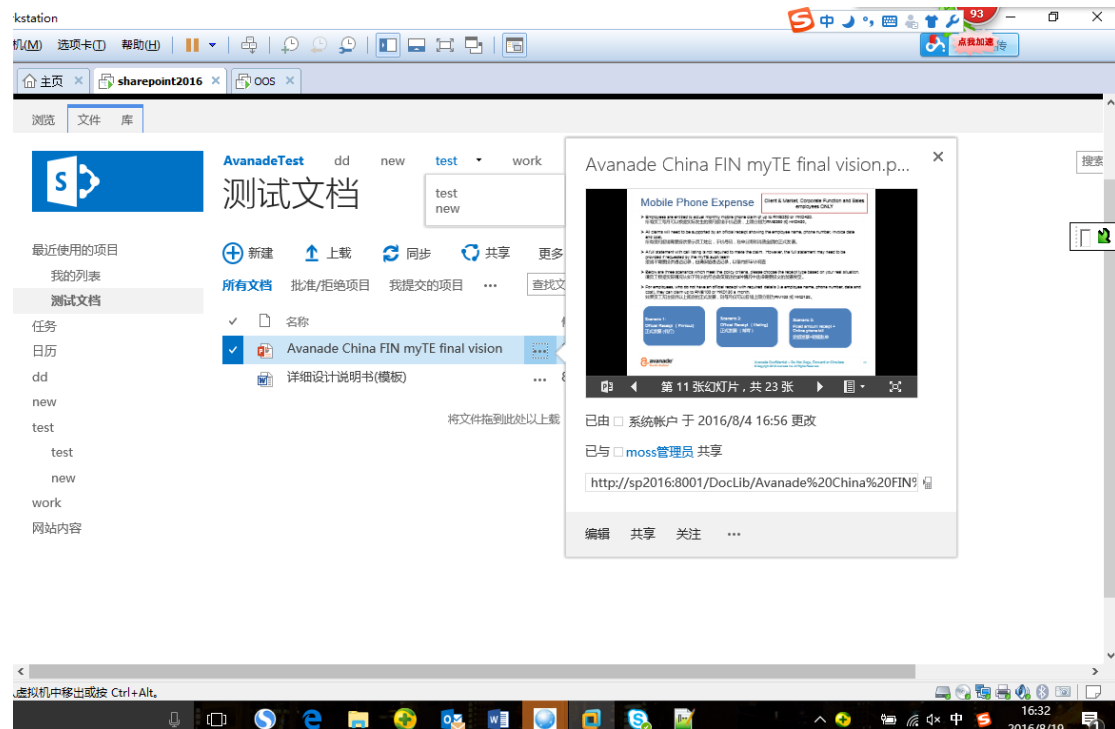 kstation
机(M) 选项卡(T) 帮助(H)
中
93
点我加速
传
主页 sharepoint2016 OOS
浏览 文件 库
S
AvanadeTest dd new test work
测试文档
test
new
搜索
最近使用的项目
我的列表
测试文档
任务
日历
dd
new
test
test
new
work
网站内容
新建 上载 同步 共享 更多
所有文档 批准/拒绝项目 我提交的项目 ... 查找文
名称
Avanade China FIN myTE final vision ...
详细设计说明书(模板) ...
将文件拖到此处以上载
Avanade China FIN myTE final vision.p...
Mobile Phone Expense
Client & Market, Corporate Function and Sales
employees ONLY
avanade
第 11 张幻灯片，共 23 张
已由 系统帐户 于 2016/8/4 16:56 更改
已与 moss管理员 共享
http://sp2016:8001/DocLib/Avanade%20China%20FIN%
编辑 共享 关注 ...
虚拟机中移出或按 Ctrl+Alt。
中
16:32
2016/8/19